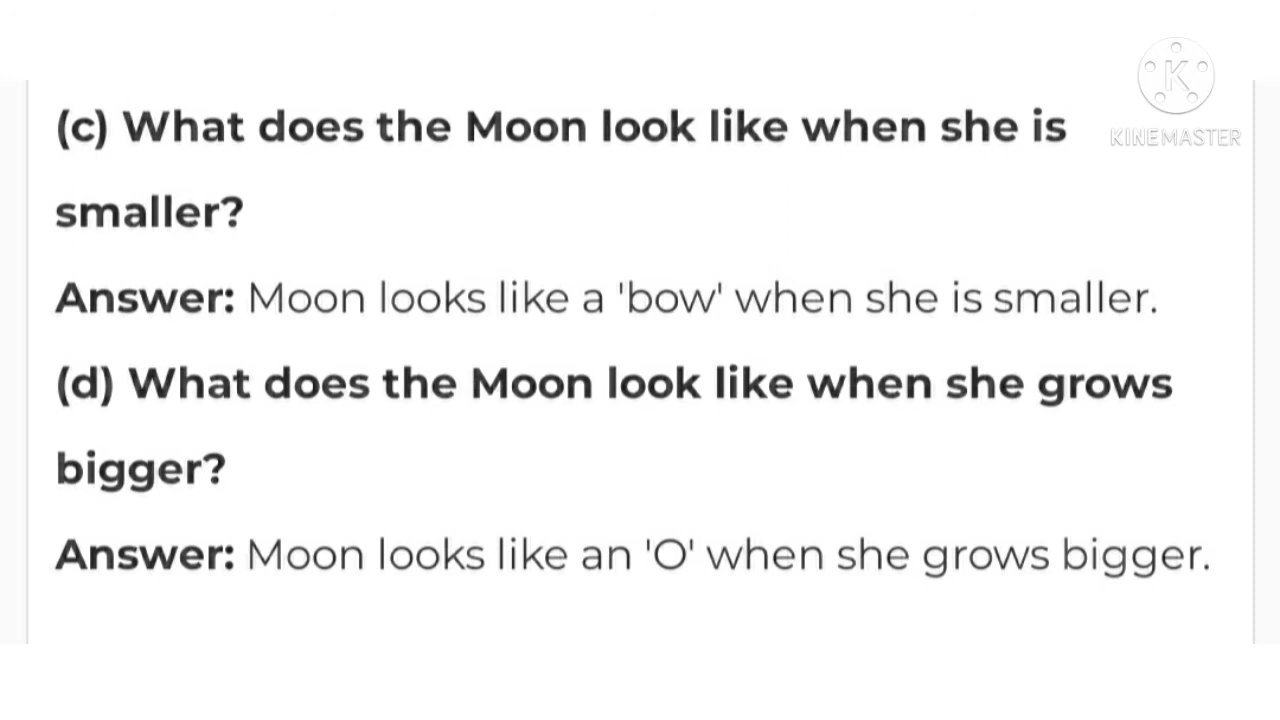 K
KINEMASTER
(c) What does the Moon look like when she is
smaller?
Answer: Moon looks like a 'bow' when she is smaller.
(d) What does the Moon look like when she grows
bigger?
Answer: Moon looks like an 'O' when she grows bigger.